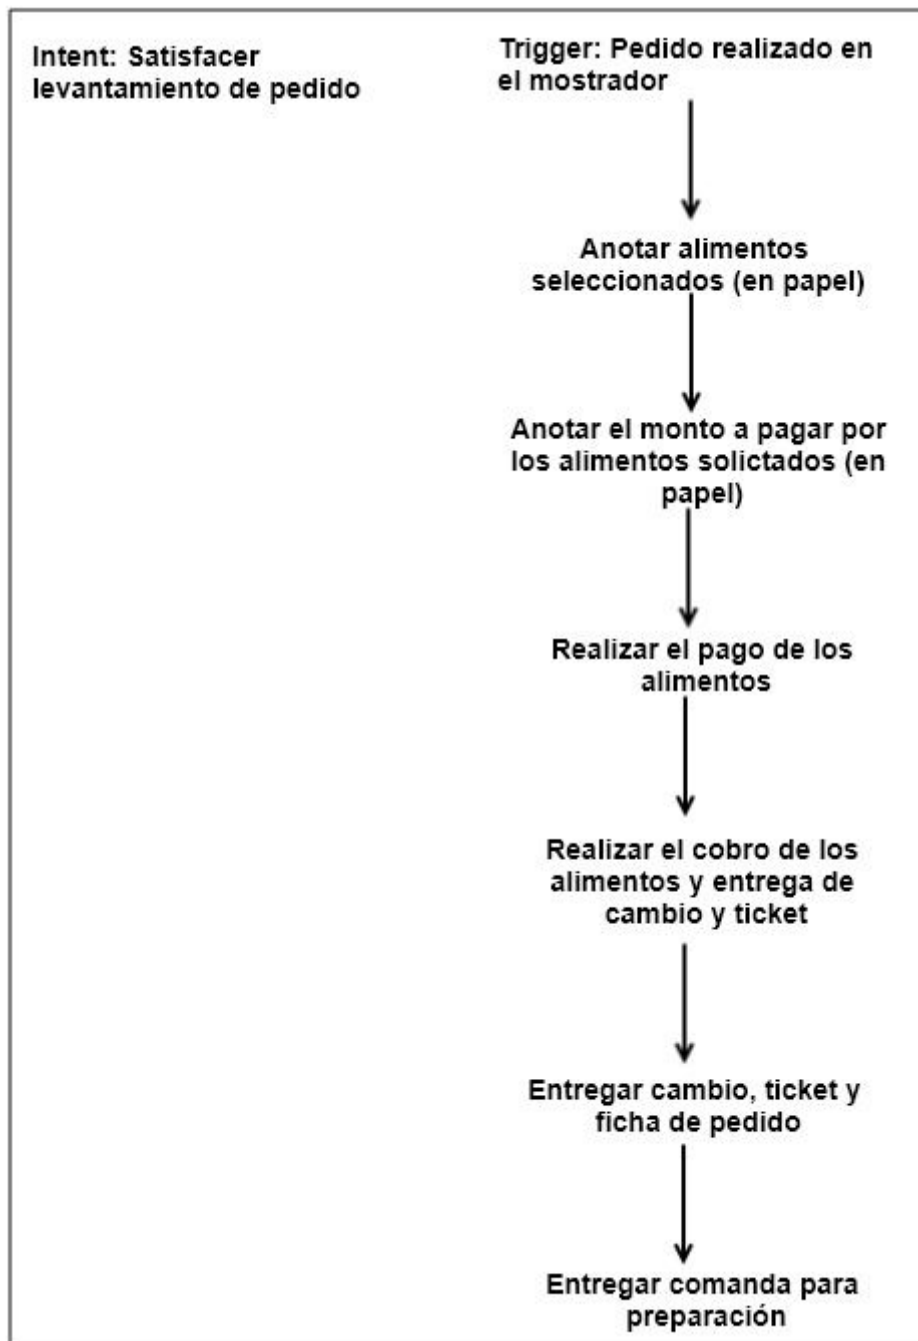 Intent: Satisfacer
levantamiento de pedido
Trigger: Pedido realizado en
el mostrador
Anotar alimentos
seleccionados (en papel)
Anotar el monto a pagar por
los alimentos solictados (en
papel)
Realizar el pago de los
alimentos
Realizar el cobro de los
alimentos y entrega de
cambio y ticket
Entregar cambio, ticket y
ficha de pedido
Entregar comanda para
preparación